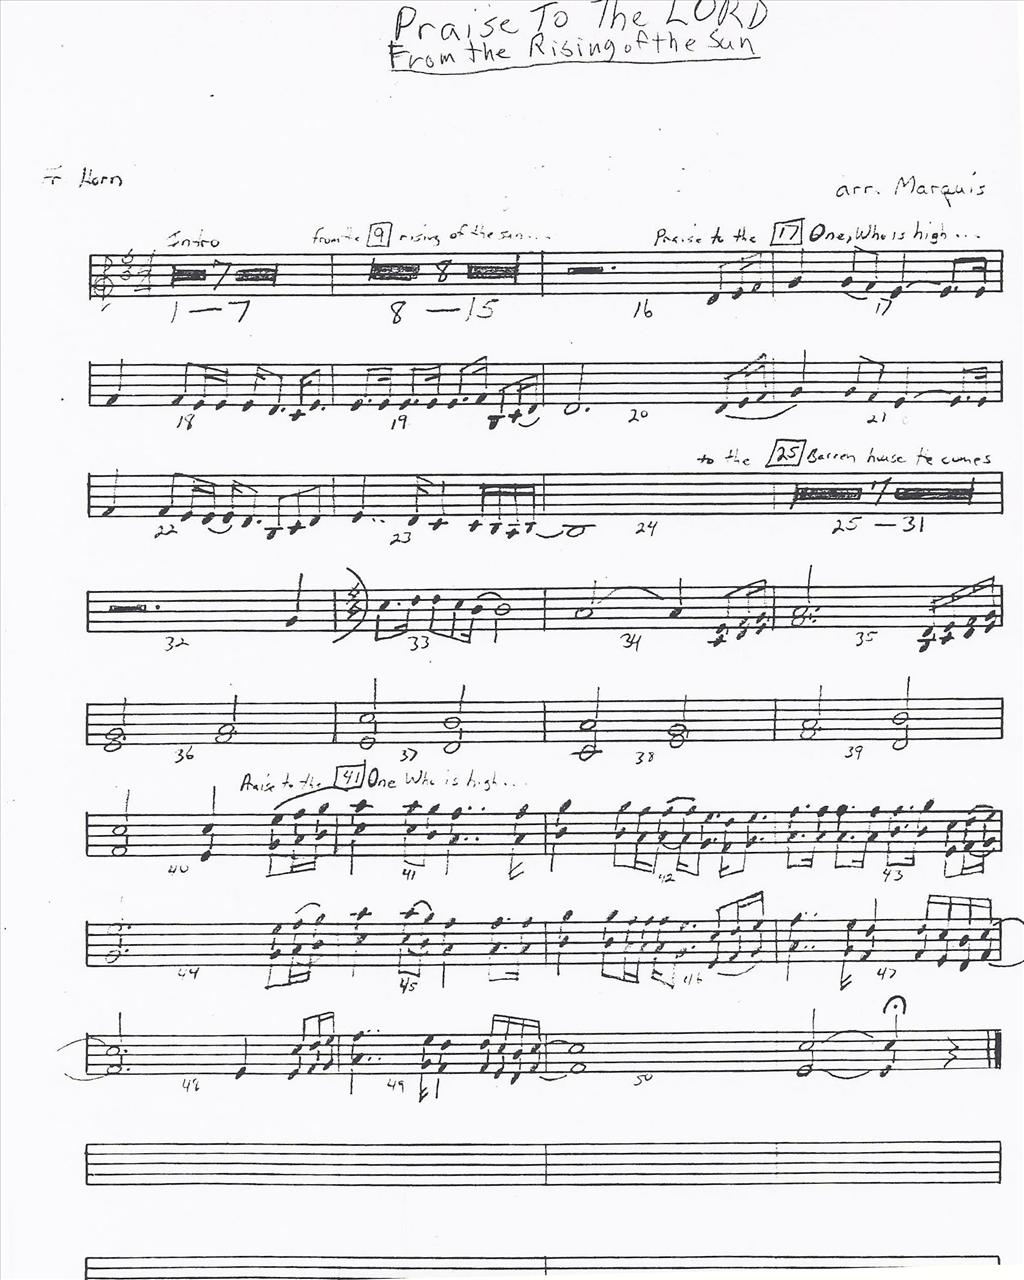 Praise To The LORD
From the Rising of the Sun
Fr Horn
arr. Marquis
Intro from the 9 rising of the sun... Praise to the 17 One, Who is high...
7 8
1-7 8-15 16 17
18 19 20 21
to the 25 Barren house He comes
7
22 23 24 25-31
32 33 34 35
36 37 38 39
Praise to the 41 One Who is high...
40 41 42 43
44 45 46 47
48 49 50